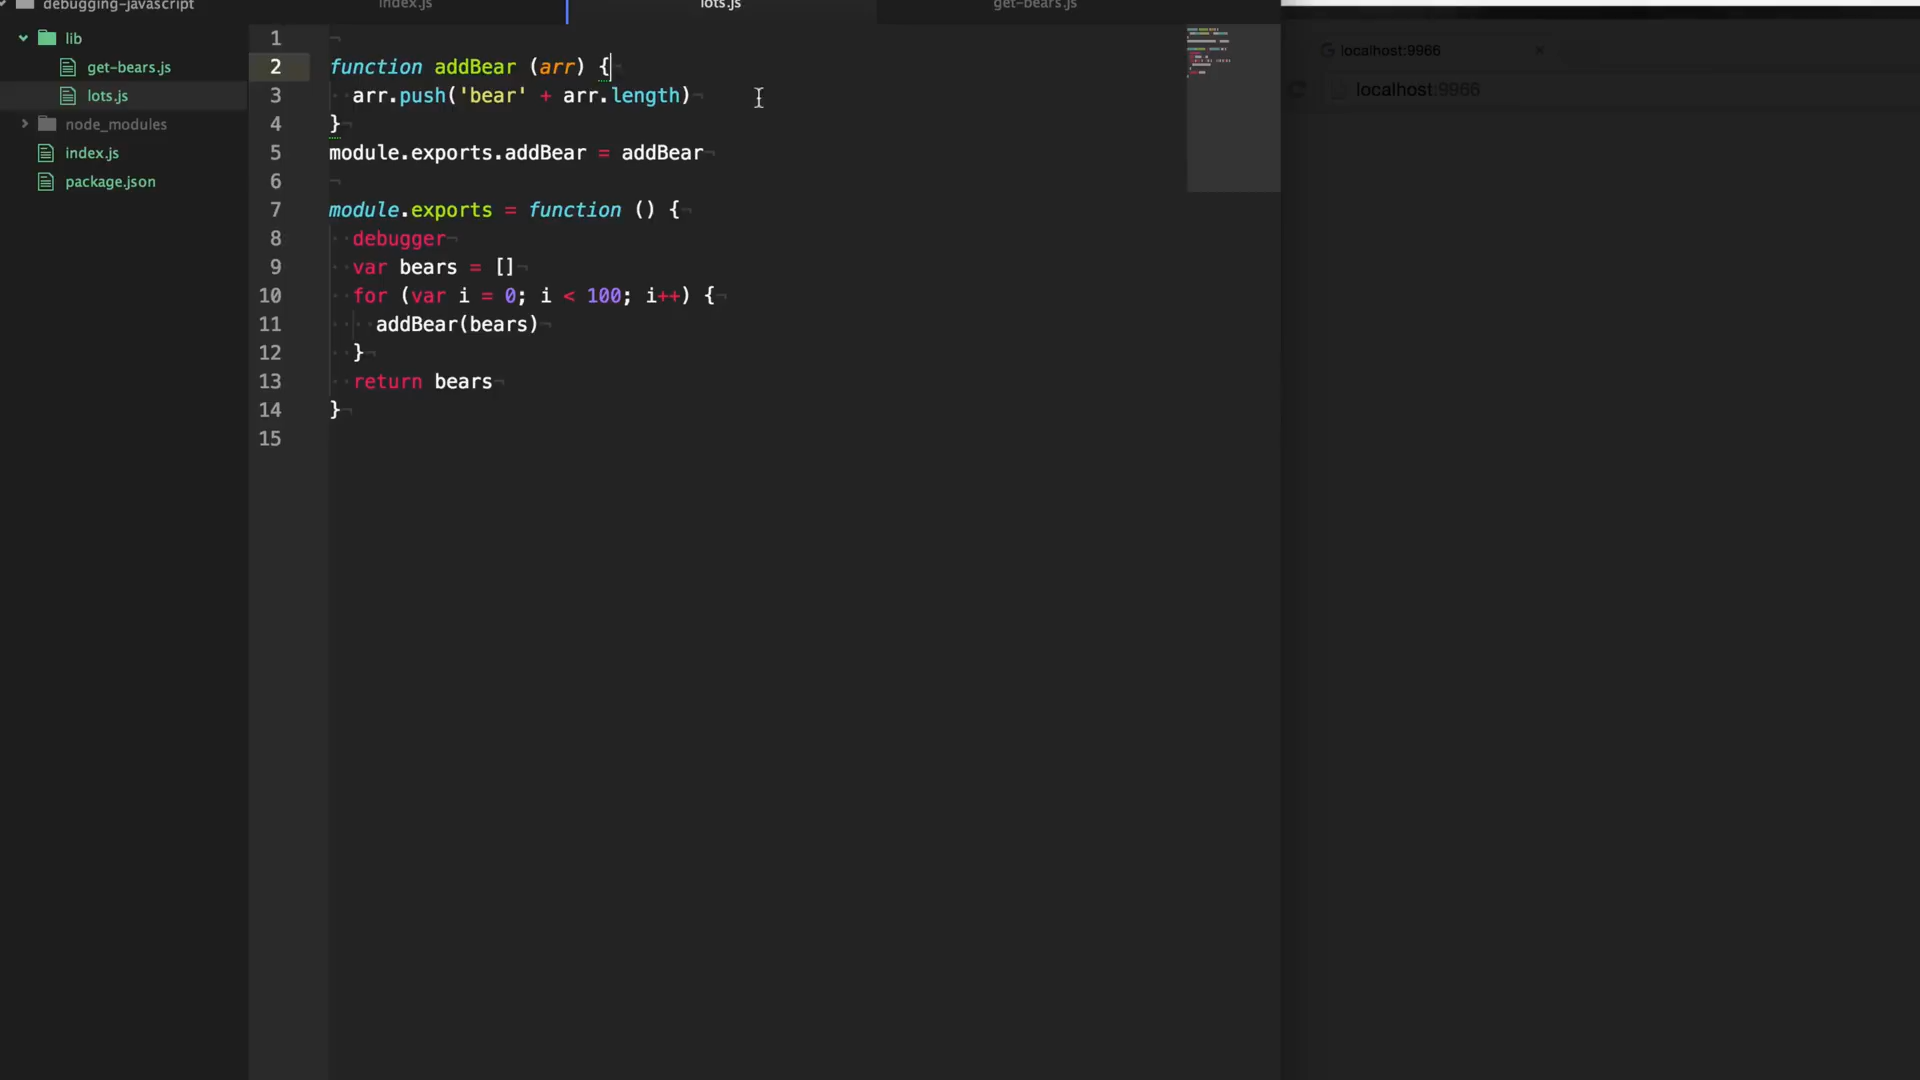 debugging-javascript
lib
get-bears.js
lots.js
node_modules
index.js
package.json
index.js lots.js get-bears.js
1
2 function addBear (arr) {
3 arr.push('bear' + arr.length)
4 }
5 module.exports.addBear = addBear
6
7 module.exports = function () {
8 debugger
9 var bears = []
10 for (var i = 0; i < 100; i++) {
11 addBear(bears)
12 }
13 return bears
14 }
15
localhost:9966
localhost:9966